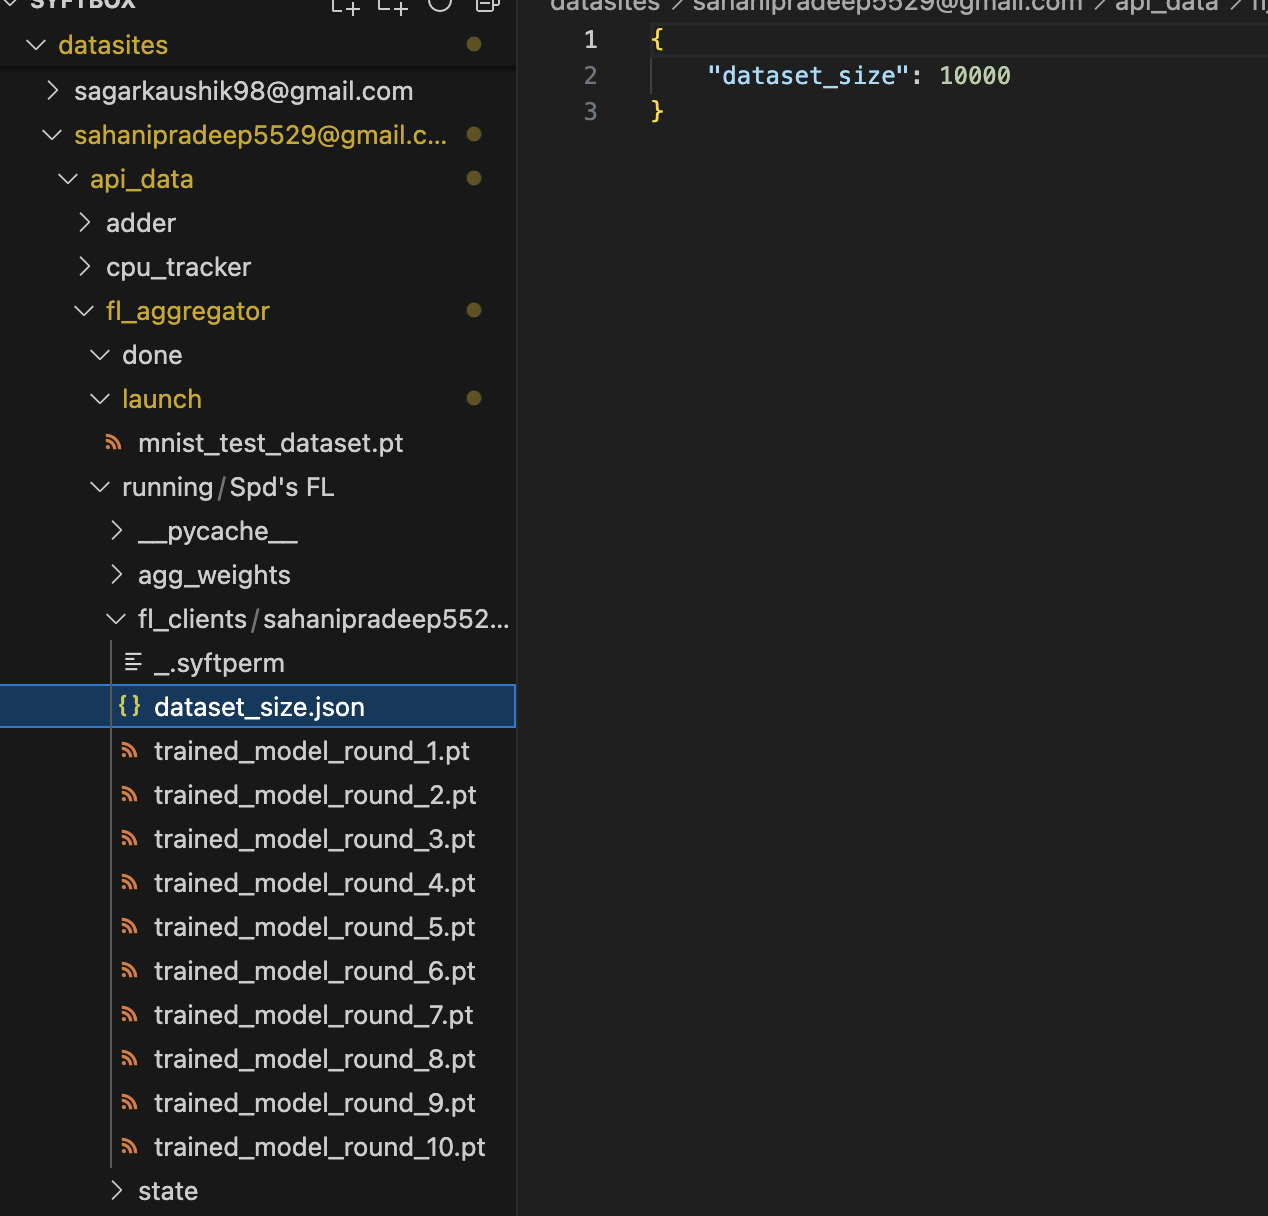 SYFTBOX
datasites
sagarkaushik98@gmail.com
sahanipradeep5529@gmail.c...
api_data
adder
cpu_tracker
fl_aggregator
done
launch
mnist_test_dataset.pt
running/Spd's FL
__pycache__
agg_weights
fl_clients/sahanipradeep552...
_.syftperm
{} dataset_size.json
trained_model_round_1.pt
trained_model_round_2.pt
trained_model_round_3.pt
trained_model_round_4.pt
trained_model_round_5.pt
trained_model_round_6.pt
trained_model_round_7.pt
trained_model_round_8.pt
trained_model_round_9.pt
trained_model_round_10.pt
state
datasites > sahanipradeep5529@gmail.com > api_data >
1 {
2 "dataset_size": 10000
3 }